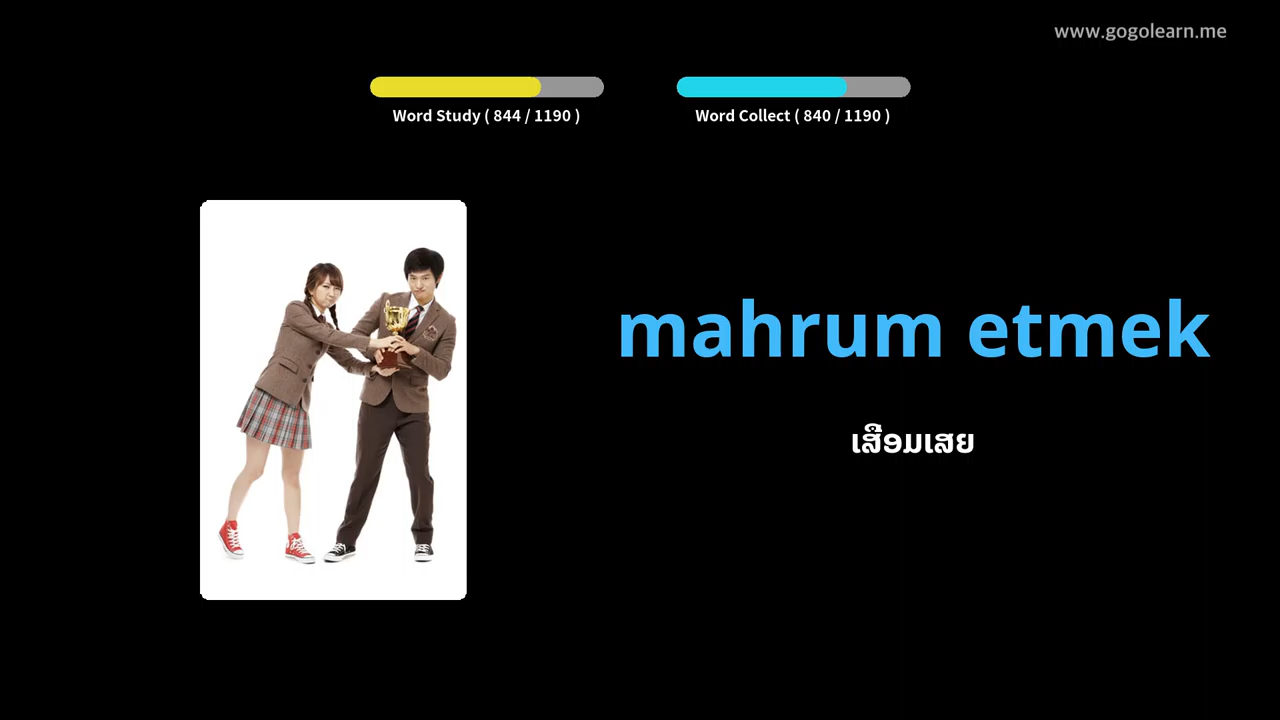 www.gogolearn.me
Word Study ( 844 / 1190 )
Word Collect ( 840 / 1190 )
mahrum etmek
ເສື່ອມເສຍ